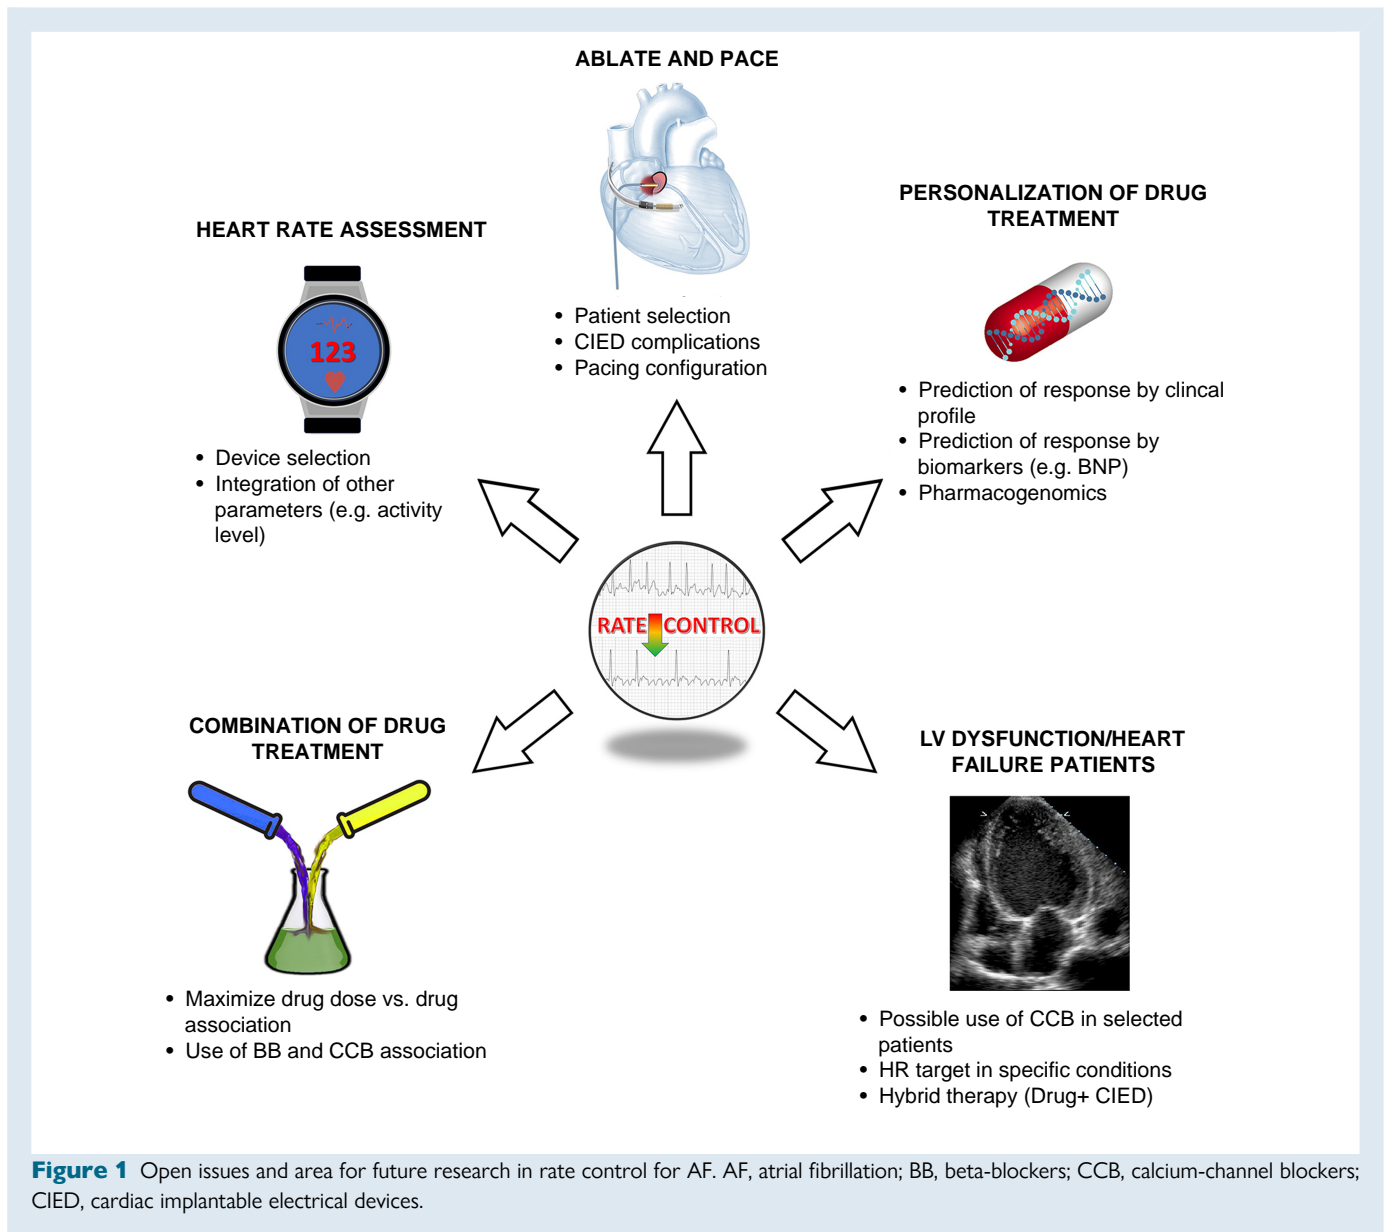 ABLATE AND PACE
• Patient selection
• CIED complications
• Pacing configuration
HEART RATE ASSESSMENT
123
• Device selection
• Integration of other
parameters (e.g. activity
level)
PERSONALIZATION OF DRUG
TREATMENT
• Prediction of response by clincal
profile
• Prediction of response by
biomarkers (e.g. BNP)
• Pharmacogenomics
RATE CONTROL
COMBINATION OF DRUG
TREATMENT
• Maximize drug dose vs. drug
association
• Use of BB and CCB association
LV DYSFUNCTION/HEART
FAILURE PATIENTS
• Possible use of CCB in selected
patients
• HR target in specific conditions
• Hybrid therapy (Drug+ CIED)
Figure 1 Open issues and area for future research in rate control for AF. AF, atrial fibrillation; BB, beta-blockers; CCB, calcium-channel blockers;
CIED, cardiac implantable electrical devices.